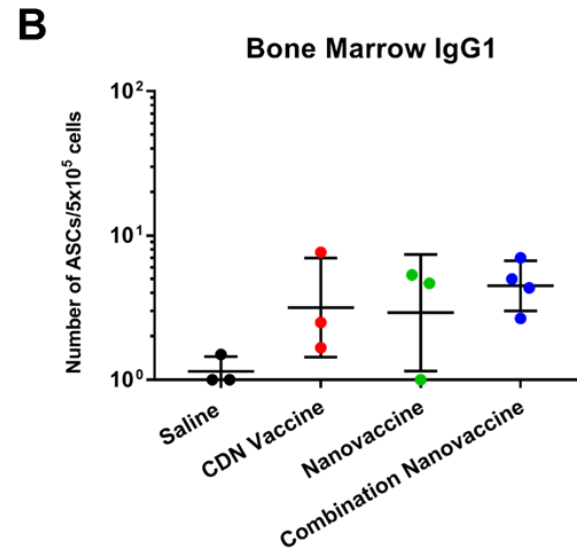 B
Bone Marrow IgG1
Number of ASCs/5x10⁵ cells
10²
10¹
10⁰
Saline
CDN Vaccine
Nanovaccine
Combination Nanovaccine